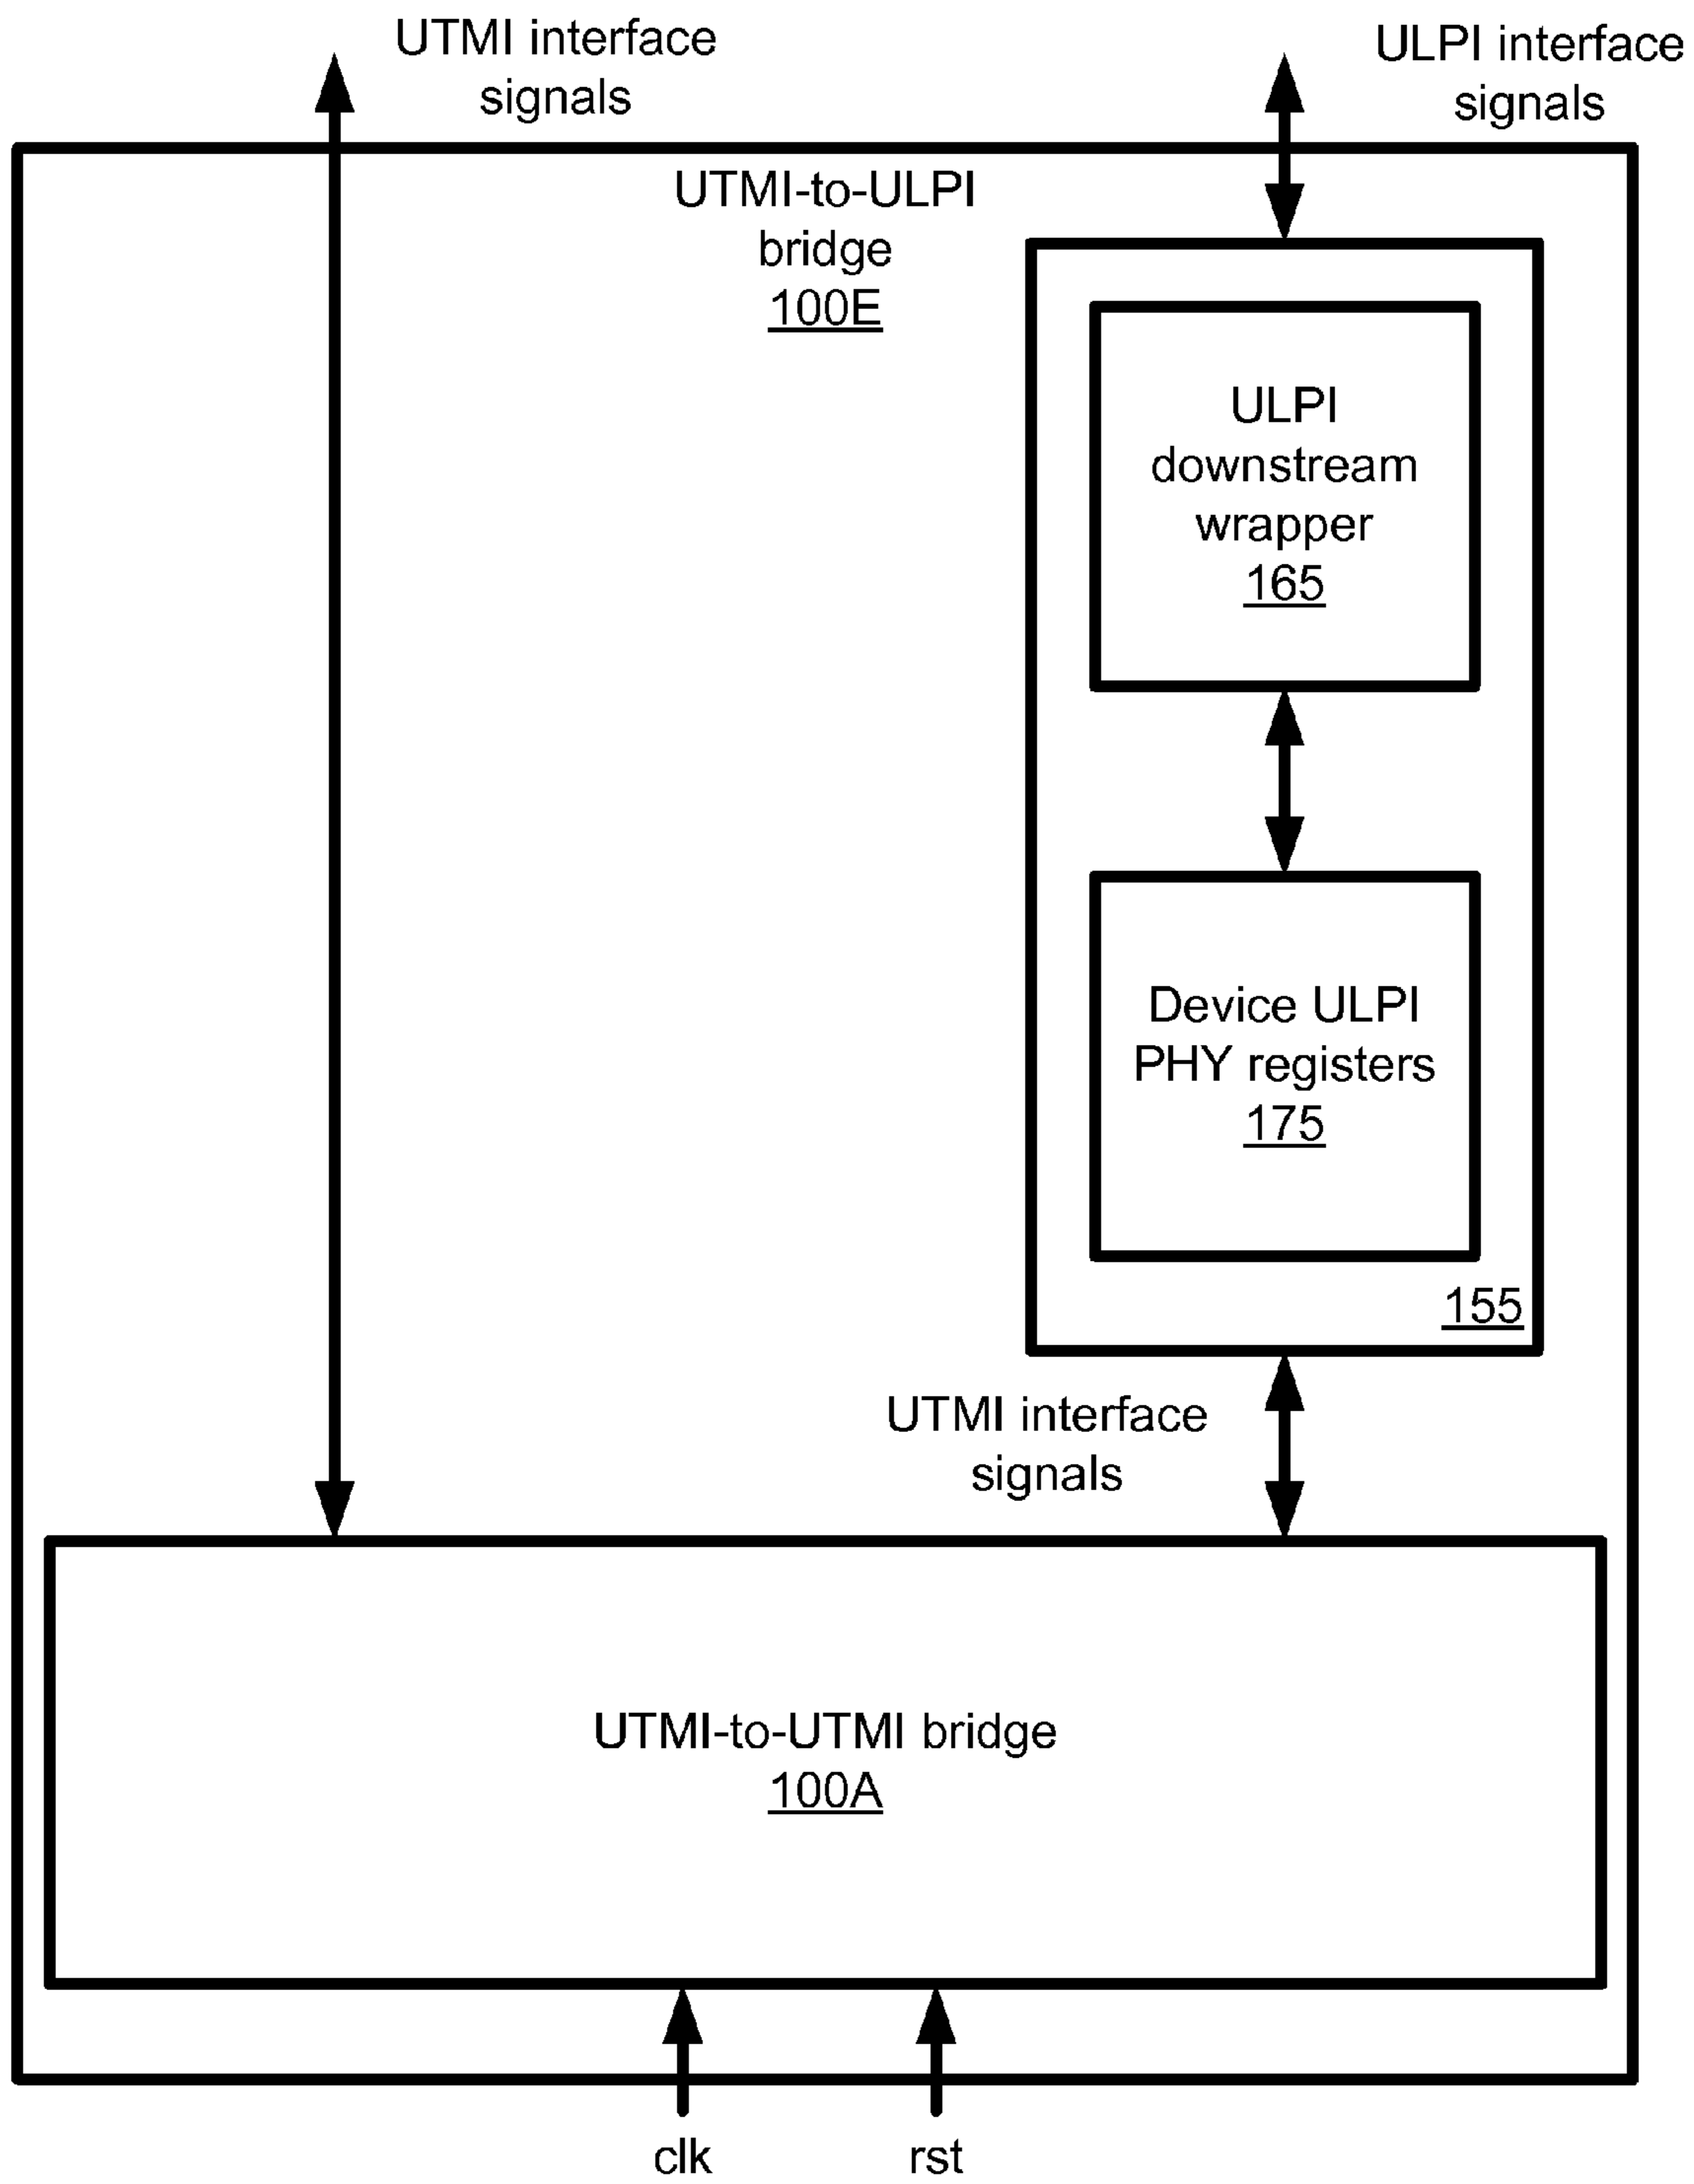 UTMI interface
signals
ULPI interface
signals
UTMI-to-ULPI
bridge
100E
ULPI
downstream
wrapper
165
Device ULPI
PHY registers
175
155
UTMI interface
signals
UTMI-to-UTMI bridge
100A
clk
rst